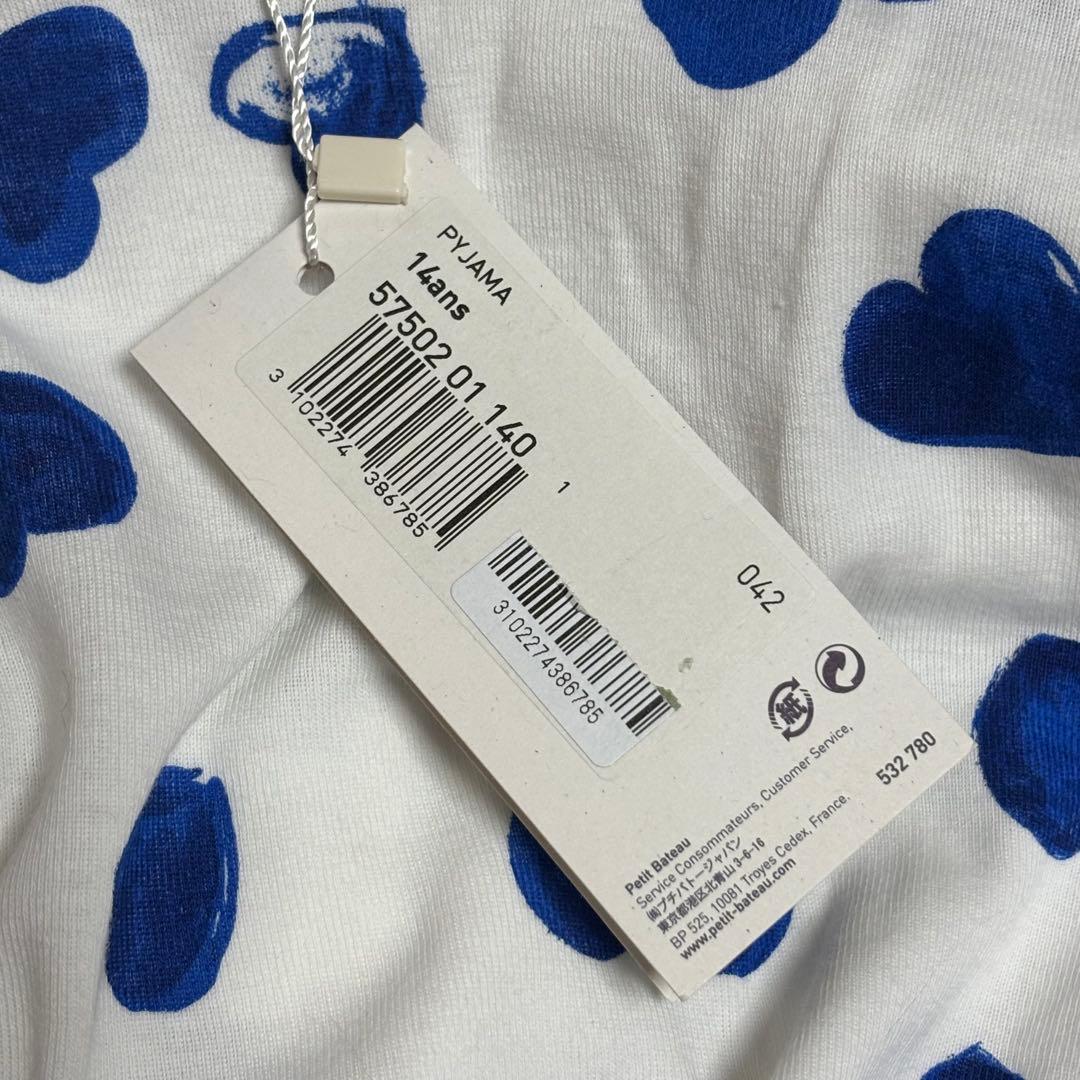 PYJAMA
14ans
57502 01 140
3 102274 386785
1
3102274386785
042
紙
532 780
Petit Bateau
Service Consommateurs, Customer Service,
㈱プチバトージャパン
東京都港区北青山3-6-16
BP 525, 10081 Troyes Cedex, France.
www.petit-bateau.com